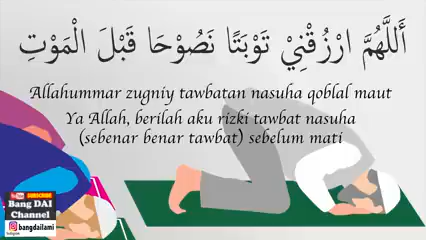 أَللَّهُمَّ ارْزُقْنِيْ تَوْبَتًا نَصُوْحَا قَبْلَ الْمَوْتِ
Allahummar zugniy tawbatan nasuha qoblal maut
Ya Allah, berilah aku rizki tawbat nasuha
(sebenar benar tawbat) sebelum mati
SUBSCRIBE
Bang DAI
Channel
bangdailami